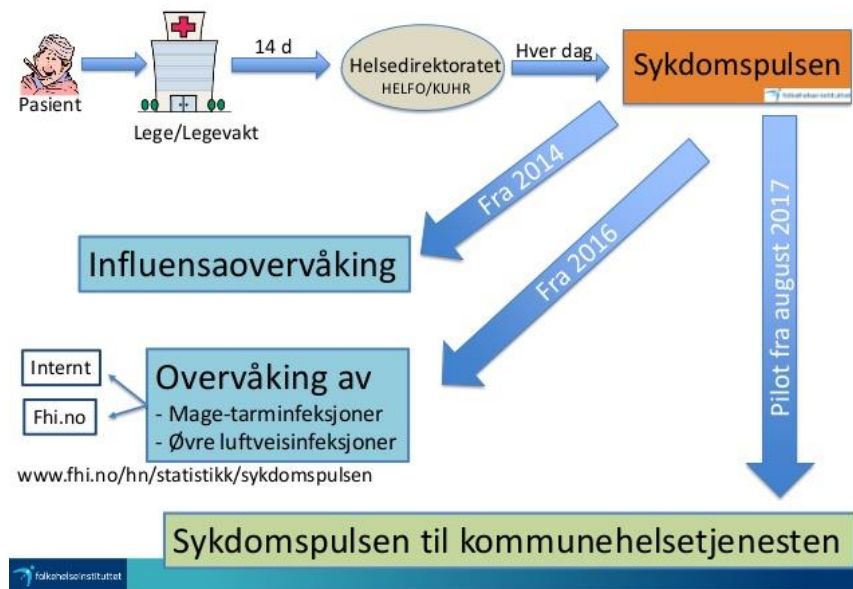 Pasient
Lege/Legevakt
14 d
Helsedirektoratet
HELFO/KUHR
Hver dag
Sykdomspulsen
folkehelseinstituttet
Fra 2014
Fra 2016
Pilot fra august 2017
Influensaovervåking
Internt
Fhi.no
Overvåking av
- Mage-tarminfeksjoner
- Øvre luftveisinfeksjoner
www.fhi.no/hn/statistikk/sykdomspulsen
Sykdomspulsen til kommunehelsetjenesten
folkehelseinstituttet